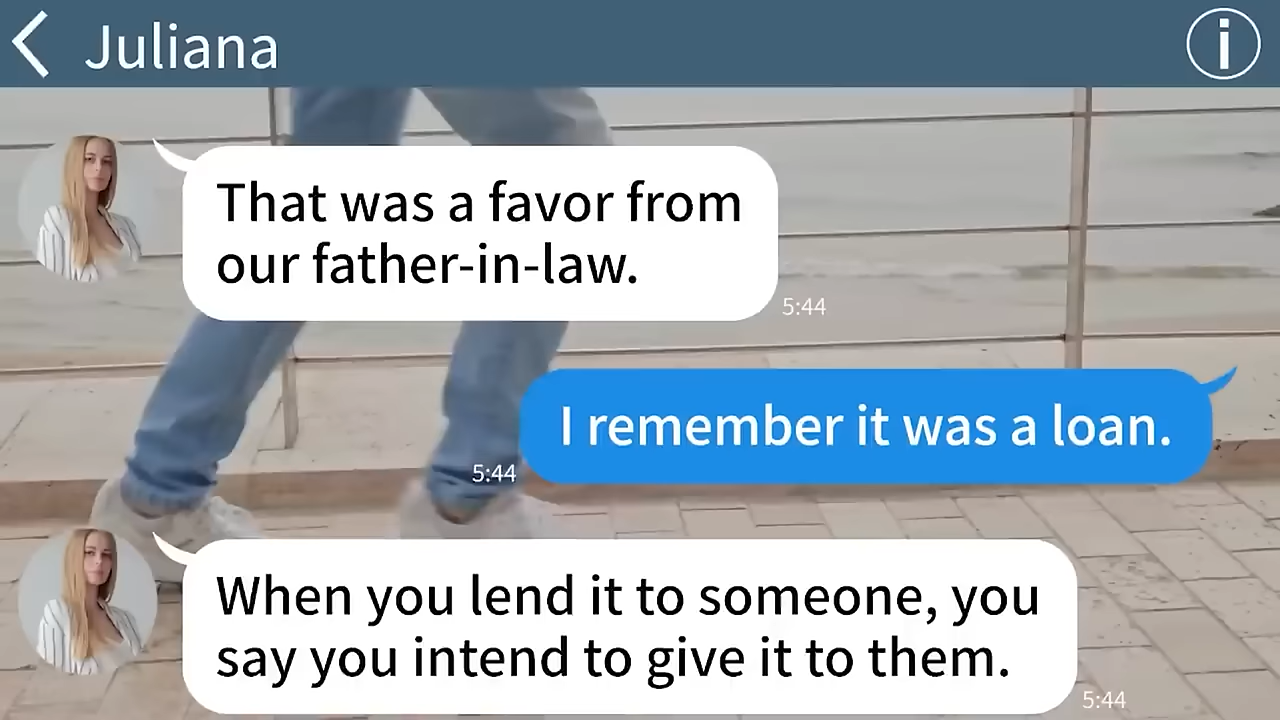 Juliana
That was a favor from
our father-in-law.
5:44
I remember it was a loan.
5:44
When you lend it to someone, you
say you intend to give it to them.
5:44